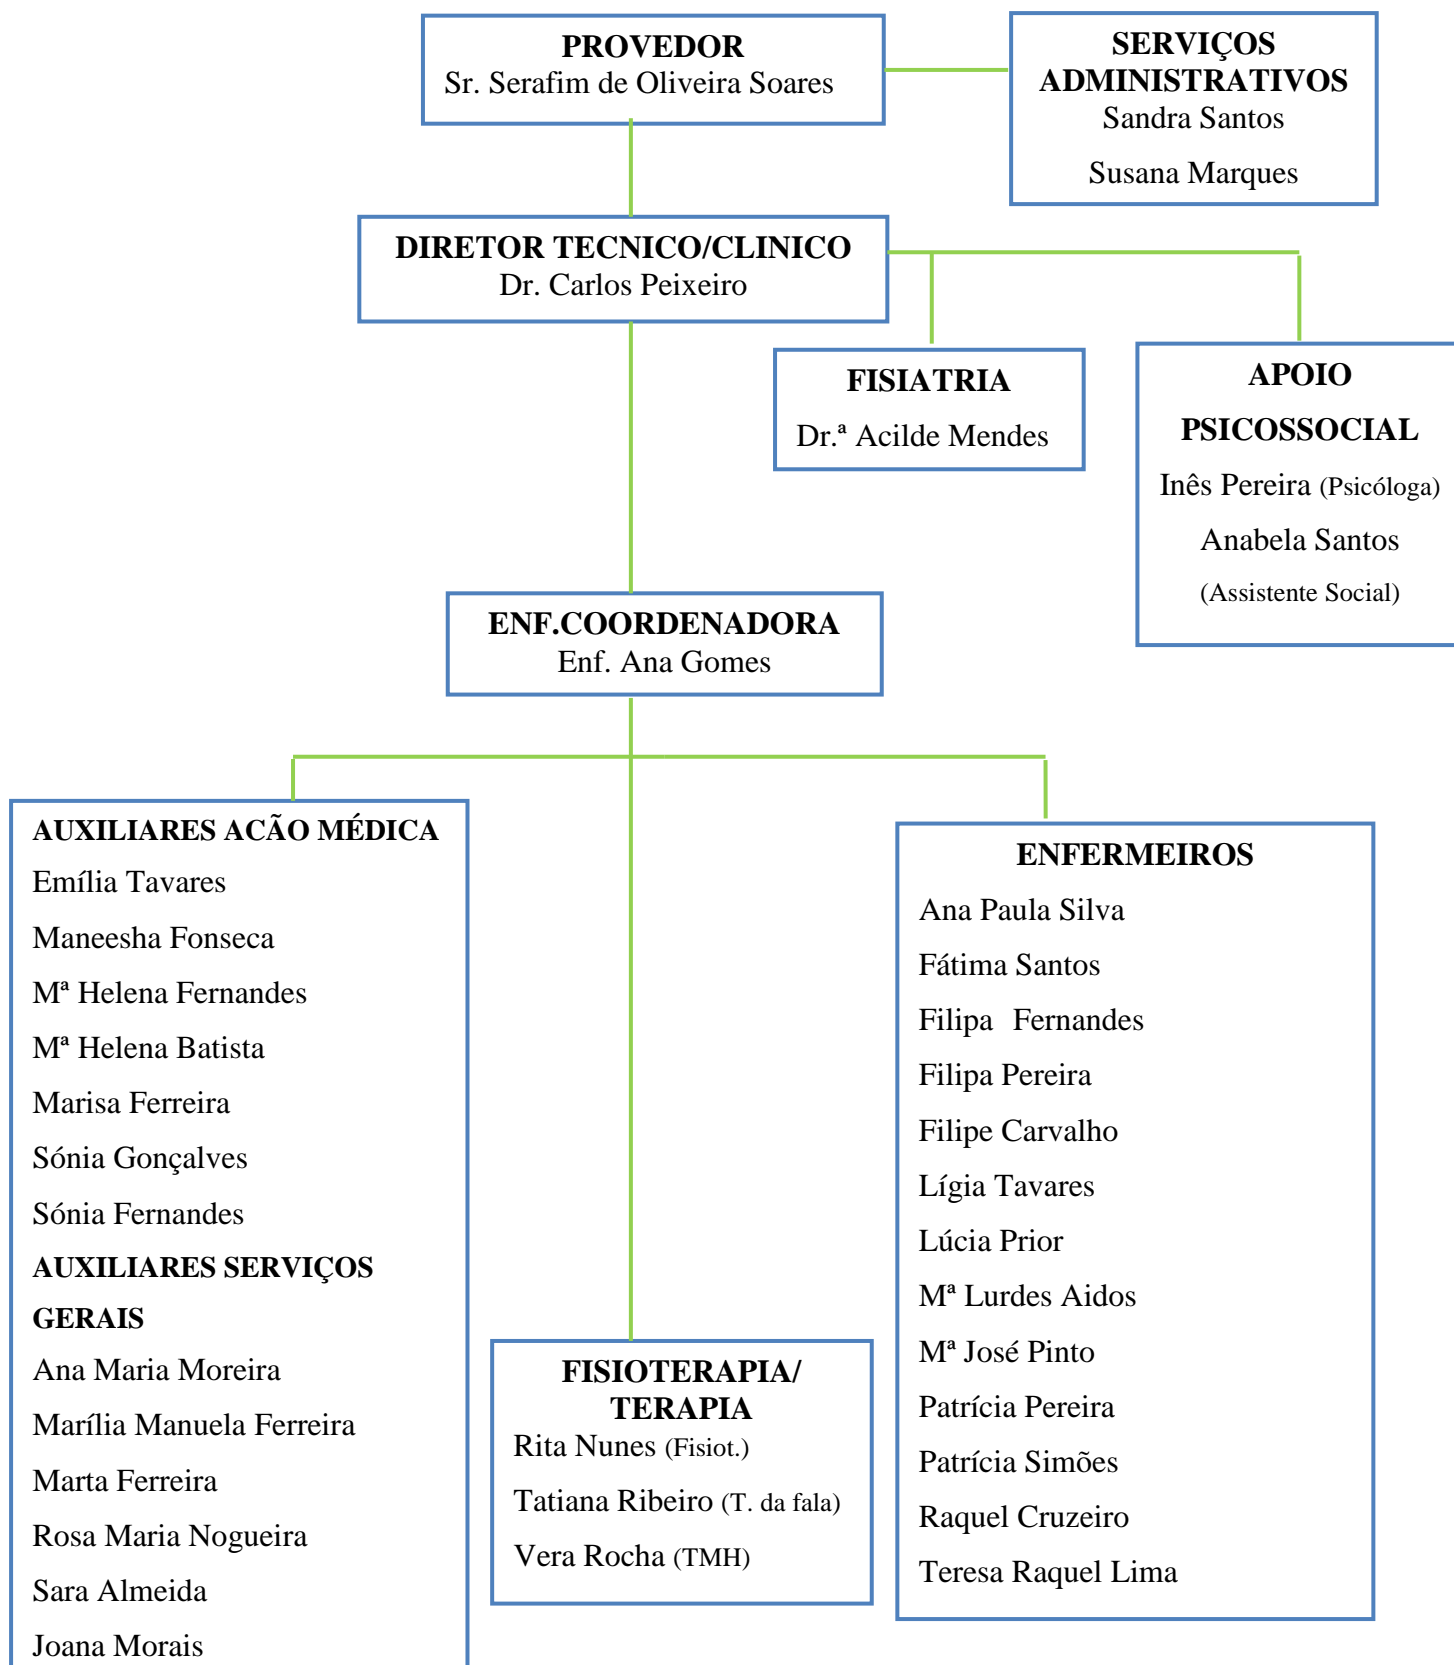 PROVEDOR
Sr. Serafim de Oliveira Soares
SERVIÇOS
ADMINISTRATIVOS
Sandra Santos
Susana Marques
DIRETOR TECNICO/CLINICO
Dr. Carlos Peixeiro
FISIATRIA
Dr.ª Acilde Mendes
APOIO
PSICOSSOCIAL
Inês Pereira (Psicóloga)
Anabela Santos
(Assistente Social)
ENF.COORDENADORA
Enf. Ana Gomes
AUXILIARES ACÃO MÉDICA
Emília Tavares
Maneesha Fonseca
Mª Helena Fernandes
Mª Helena Batista
Marisa Ferreira
Sónia Gonçalves
Sónia Fernandes
AUXILIARES SERVIÇOS
GERAIS
Ana Maria Moreira
Marília Manuela Ferreira
Marta Ferreira
Rosa Maria Nogueira
Sara Almeida
Joana Morais
FISIOTERAPIA/
TERAPIA
Rita Nunes (Fisiot.)
Tatiana Ribeiro (T. da fala)
Vera Rocha (TMH)
ENFERMEIROS
Ana Paula Silva
Fátima Santos
Filipa Fernandes
Filipa Pereira
Filipe Carvalho
Lígia Tavares
Lúcia Prior
Mª Lurdes Aidos
Mª José Pinto
Patrícia Pereira
Patrícia Simões
Raquel Cruzeiro
Teresa Raquel Lima